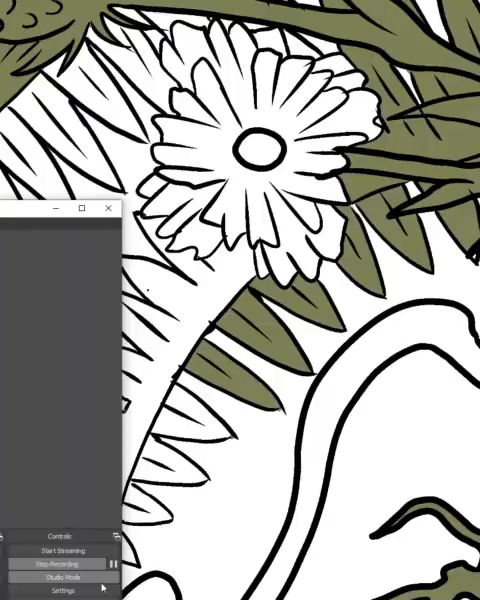 Controls
Start Streaming
Stop Recording
Studio Mode
Settings